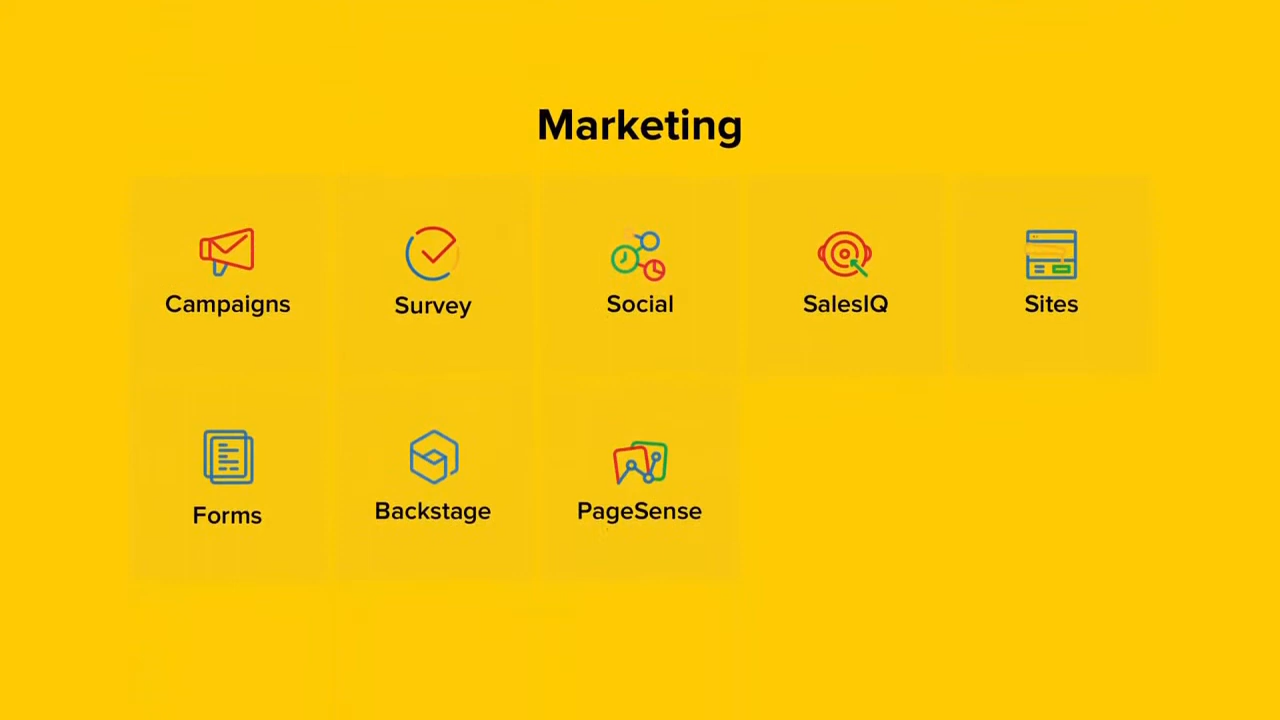 Marketing
Campaigns
Survey
Social
SalesIQ
Sites
Forms
Backstage
PageSense